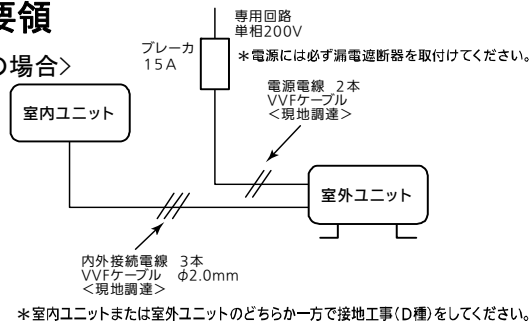 要領
の場合>
専用回路
単相200V
ブレーカ
15A
*電源には必ず漏電遮断器を取付けてください。
電源電線 2本
VVFケーブル
<現地調達>
室内ユニット
室外ユニット
内外接続電線 3本
VVFケーブル φ2.0mm
<現地調達>
*室内ユニットまたは室外ユニットのどちらか一方で接地工事(D種)をしてください。